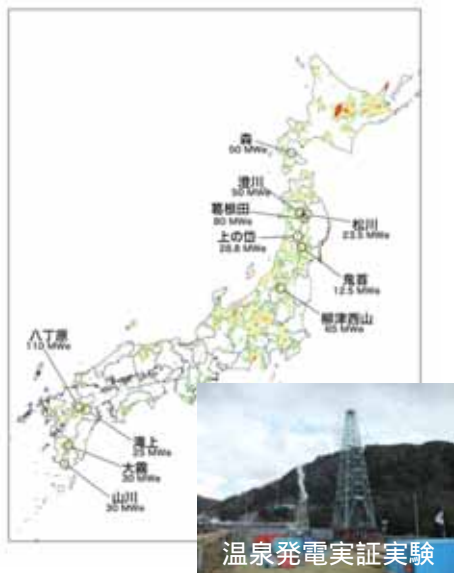 森
50 MWe
澄川
50 MWe
葛根田
80 MWe
松川
23.5 MWe
上の岱
28.8 MWe
鬼首
12.5 MWe
柳津西山
65 MWe
八丁原
110 MWe
滝上
25 MWe
大霧
30 MWe
山川
30 MWe
温泉発電実証実験